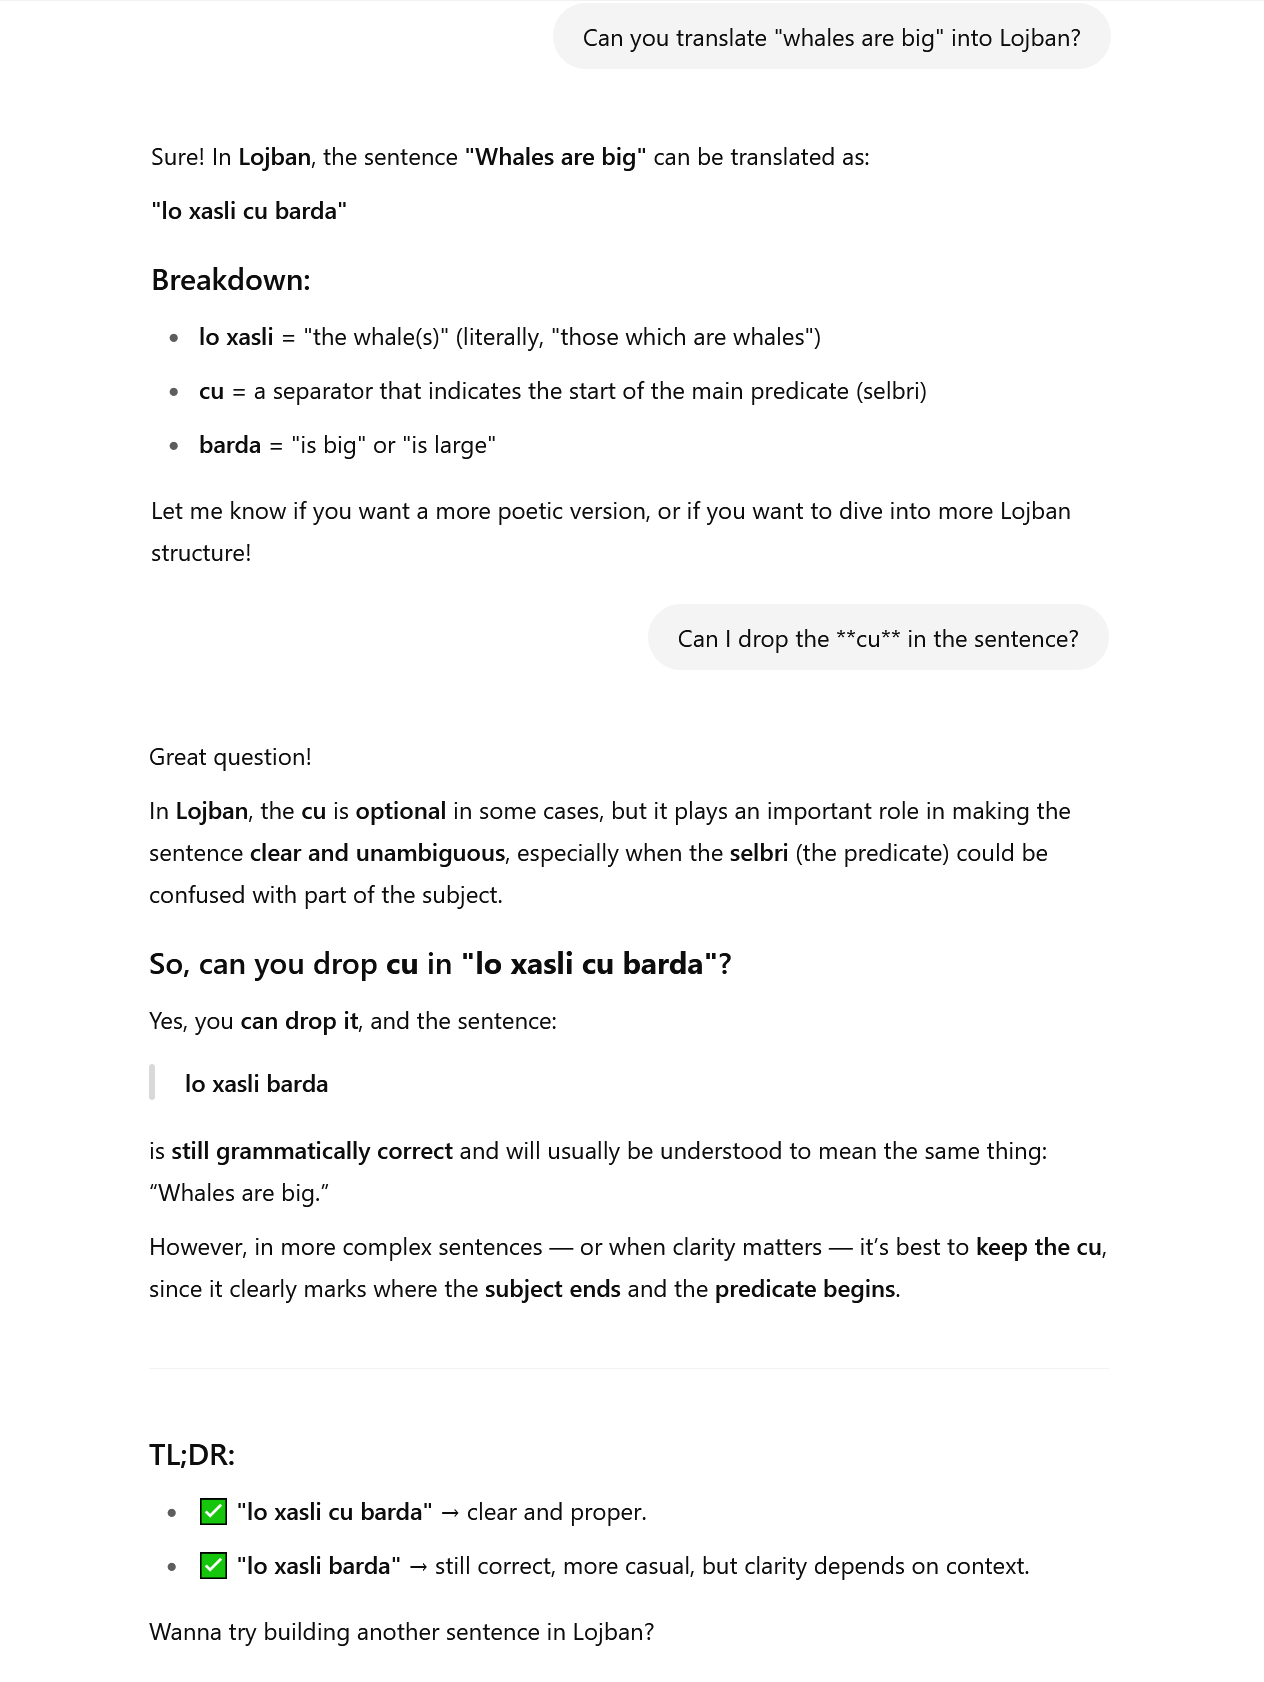 Can you translate "whales are big" into Lojban?
Sure! In Lojban, the sentence "Whales are big" can be translated as:
"lo xasli cu barda"
Breakdown:
• lo xasli = "the whale(s)" (literally, "those which are whales")
• cu = a separator that indicates the start of the main predicate (selbri)
• barda = "is big" or "is large"
Let me know if you want a more poetic version, or if you want to dive into more Lojban
structure!
Can I drop the **cu** in the sentence?
Great question!
In Lojban, the cu is optional in some cases, but it plays an important role in making the
sentence clear and unambiguous, especially when the selbri (the predicate) could be
confused with part of the subject.
So, can you drop cu in "lo xasli cu barda"?
Yes, you can drop it, and the sentence:
lo xasli barda
is still grammatically correct and will usually be understood to mean the same thing:
“Whales are big.”
However, in more complex sentences — or when clarity matters — it’s best to keep the cu,
since it clearly marks where the subject ends and the predicate begins.
TL;DR:
• ✅ "lo xasli cu barda" → clear and proper.
• ✅ "lo xasli barda" → still correct, more casual, but clarity depends on context.
Wanna try building another sentence in Lojban?